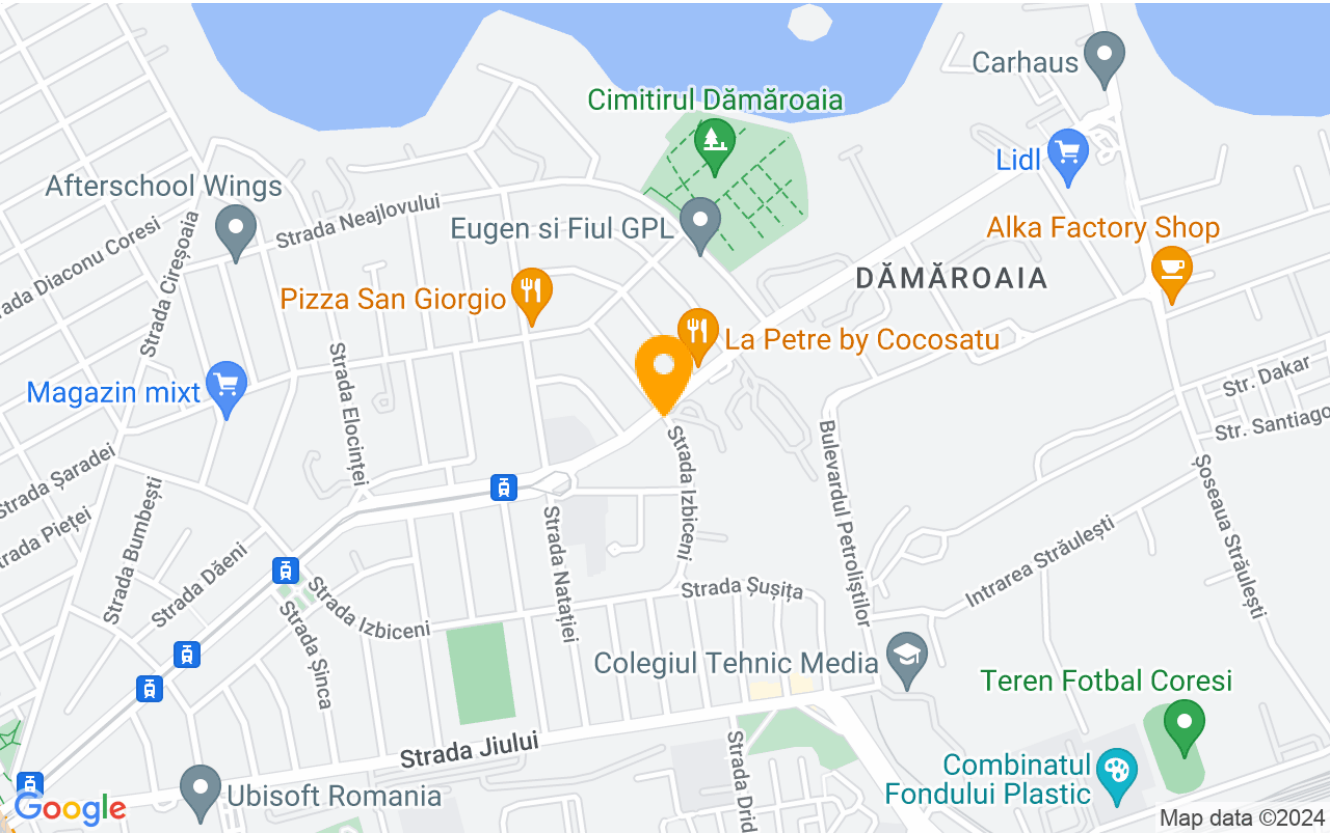 Carhaus
Cimitirul Dămăroaia
Lidl
Afterschool Wings
Strada Neajlovului
Eugen si Fiul GPL
Alka Factory Shop
rada Diaconu Coresi
Strada Cireșoaia
DĂMĂROAIA
Pizza San Giorgio
La Petre by Cocosatu
Magazin mixt
Strada Elocinței
Str. Dakar
Str. Santiago
Strada Izbiceni
Bulevardul Petroliștilor
Strada Șaradei
trada Pieței
Strada Bumbești
Șoseaua Străulești
Strada Natației
Intrarea Străulești
Strada Dăeni
Strada Izbiceni
Strada Șușița
Strada Șinca
Colegiul Tehnic Media
Teren Fotbal Coresi
Strada Jiului
Strada Drid
Combinatul
Fondului Plastic
Ubisoft Romania
Google
Map data ©2024